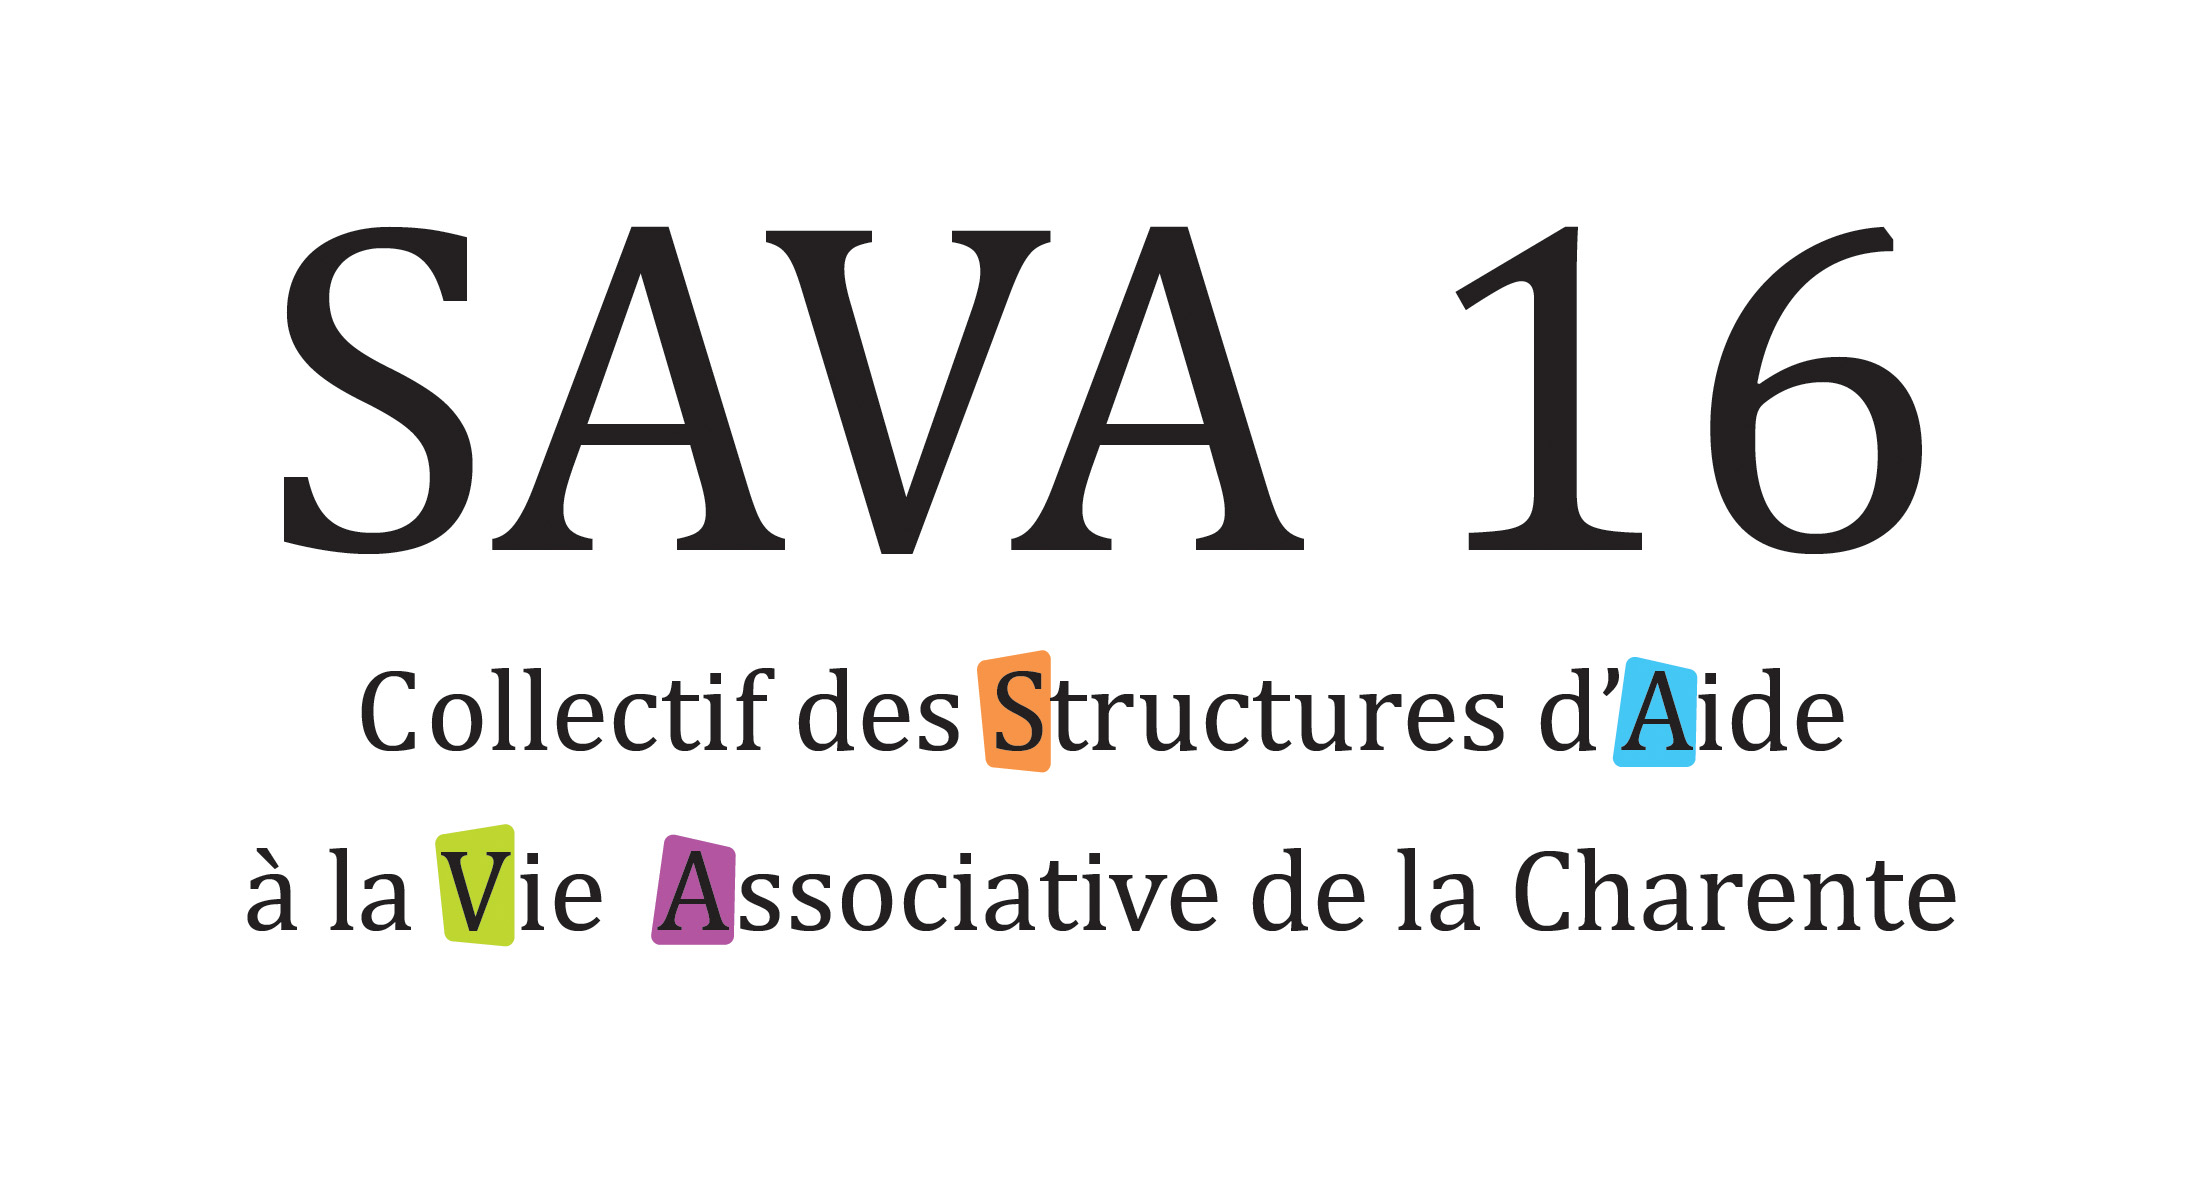 SAVA 16
Collectif des Structures d’Aide
à la Vie Associative de la Charente